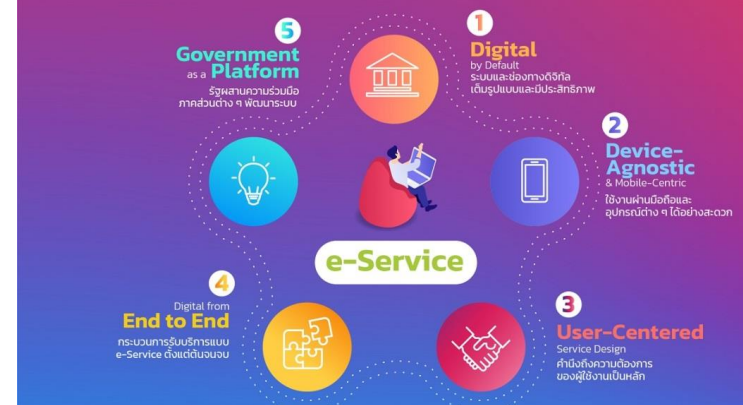 1
Digital
by Default
ระบบและช่องทางดิจิทัล
เต็มรูปแบบและมีประสิทธิภาพ
2
Device-
Agnostic
& Mobile-Centric
ใช้งานผ่านมือถือและ
อุปกรณ์ต่าง ๆ ได้อย่างสะดวก
3
User-Centered
Service Design
คำนึงถึงความต้องการ
ของผู้ใช้งานเป็นหลัก
4
Digital from
End to End
กระบวนการรับบริการแบบ
e-Service ตั้งแต่ต้นจนจบ
5
Government
as a Platform
รัฐผสานความร่วมมือ
ภาคส่วนต่าง ๆ พัฒนาระบบ
e-Service